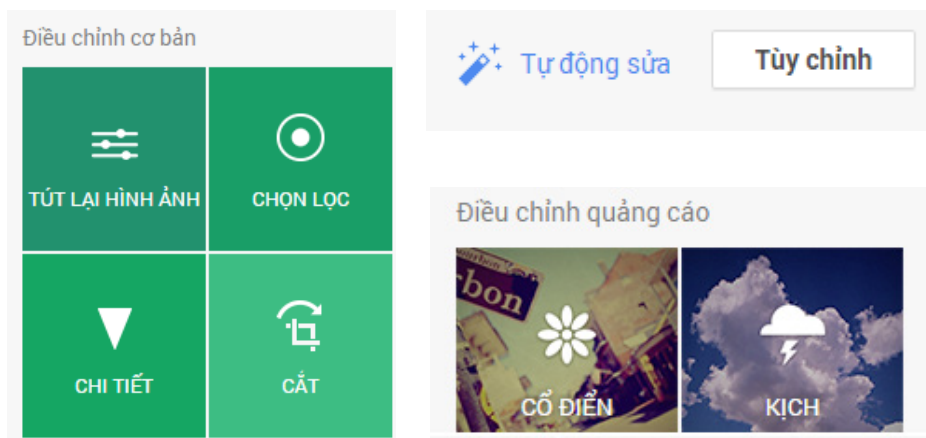 Điều chỉnh cơ bản
TÚT LẠI HÌNH ẢNH
CHỌN LỌC
CHI TIẾT
CẮT
Tự động sửa
Tùy chỉnh
Điều chỉnh quảng cáo
bon
CỔ ĐIỂN
KỊCH